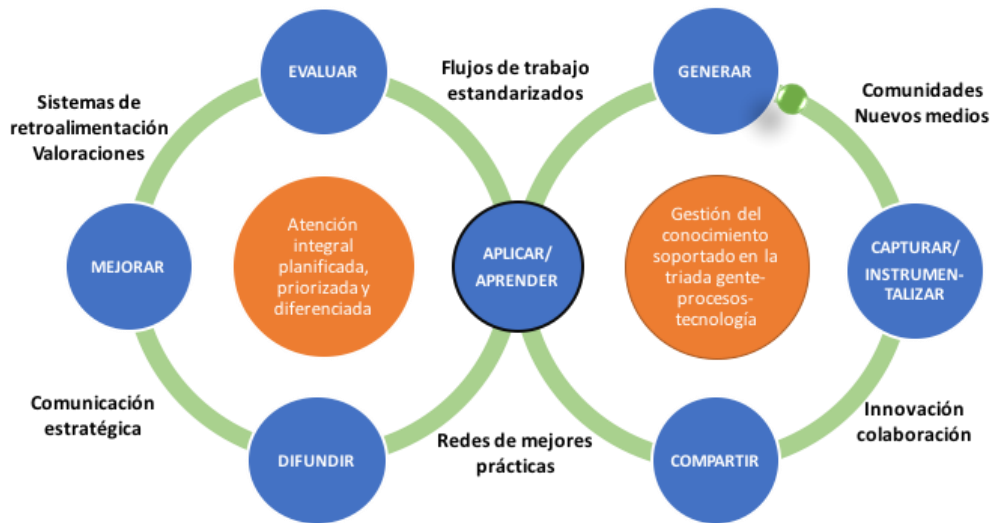 EVALUAR
Flujos de trabajo
estandarizados
GENERAR
Sistemas de
retroalimentación
Valoraciones
Comunidades
Nuevos medios
MEJORAR
Atención
integral
planificada,
priorizada y
diferenciada
APLICAR/
APRENDER
Gestión del
conocimiento
soportado en la
triada gente-
procesos-
tecnología
CAPTURAR/
INSTRUMEN-
TALIZAR
Comunicación
estratégica
DIFUNDIR
Redes de mejores
prácticas
COMPARTIR
Innovación
colaboración